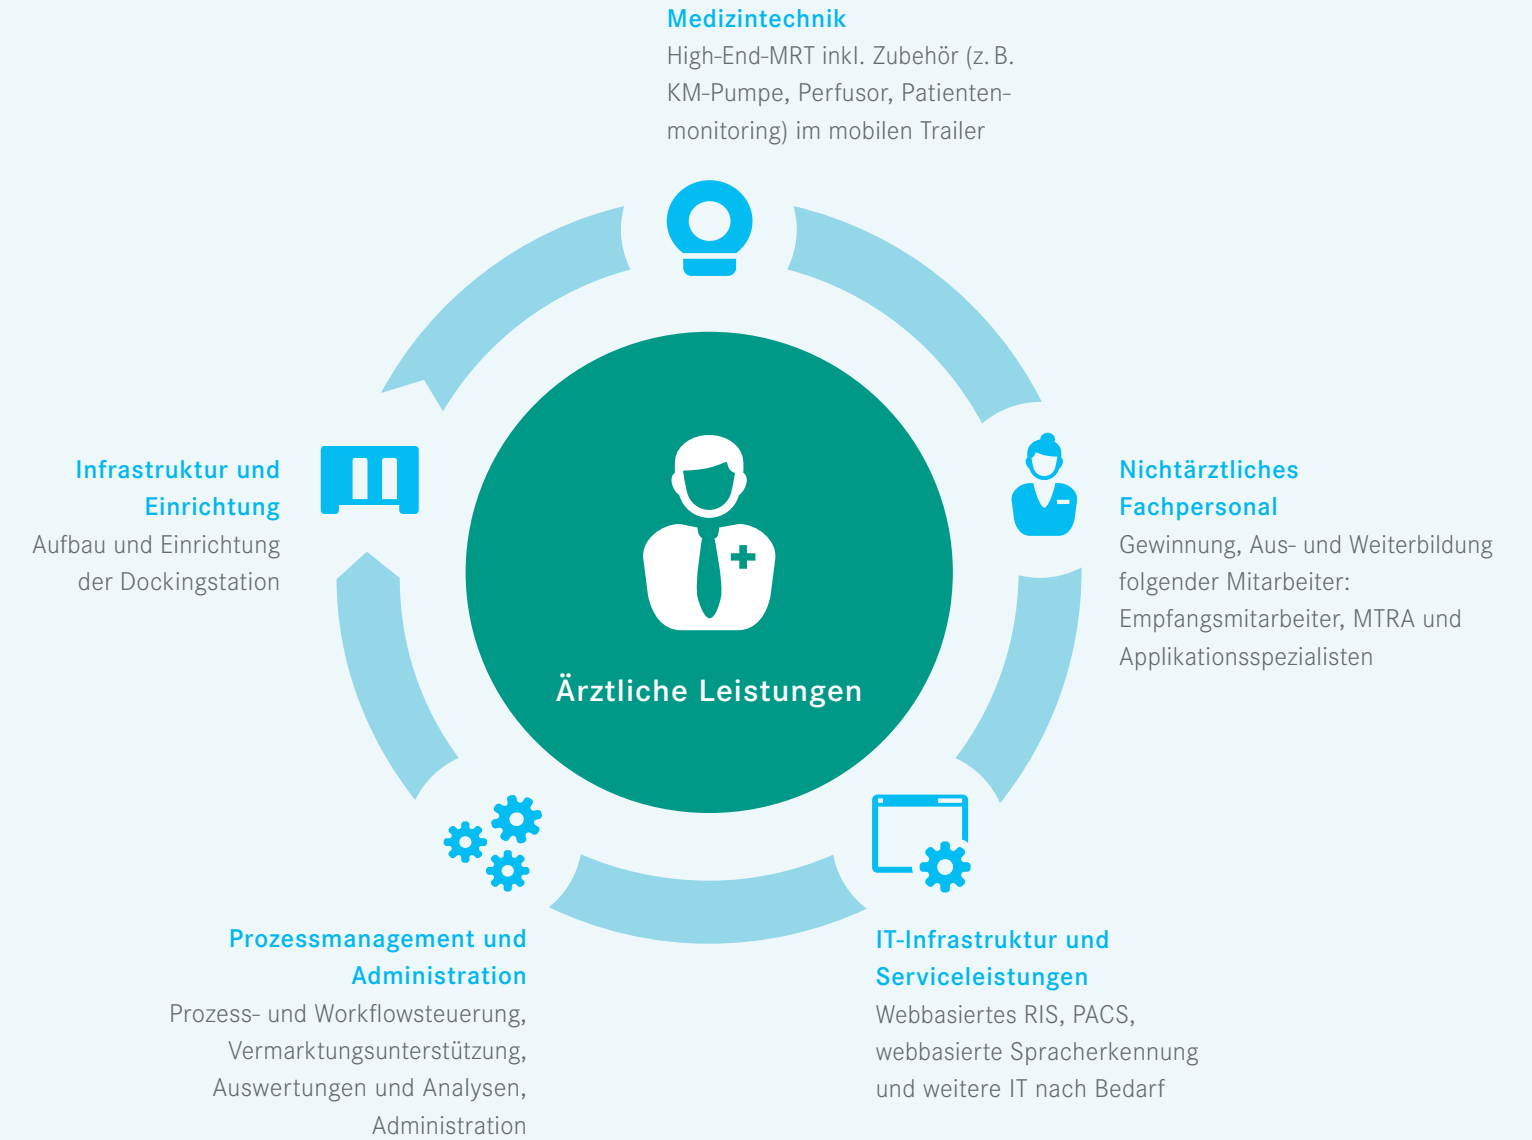 Medizintechnik
High-End-MRT inkl. Zubehör (z. B.
KM-Pumpe, Perfusor, Patienten-
monitoring) im mobilen Trailer
Nichtärztliches
Fachpersonal
Gewinnung, Aus- und Weiterbildung
folgender Mitarbeiter:
Empfangsmitarbeiter, MTRA und
Applikationsspezialisten
IT-Infrastruktur und
Serviceleistungen
Webbasiertes RIS, PACS,
webbasierte Spracherkennung
und weitere IT nach Bedarf
Prozessmanagement und
Administration
Prozess- und Workflowsteuerung,
Vermarktungsunterstützung,
Auswertungen und Analysen,
Administration
Infrastruktur und
Einrichtung
Aufbau und Einrichtung
der Dockingstation
Ärztliche Leistungen